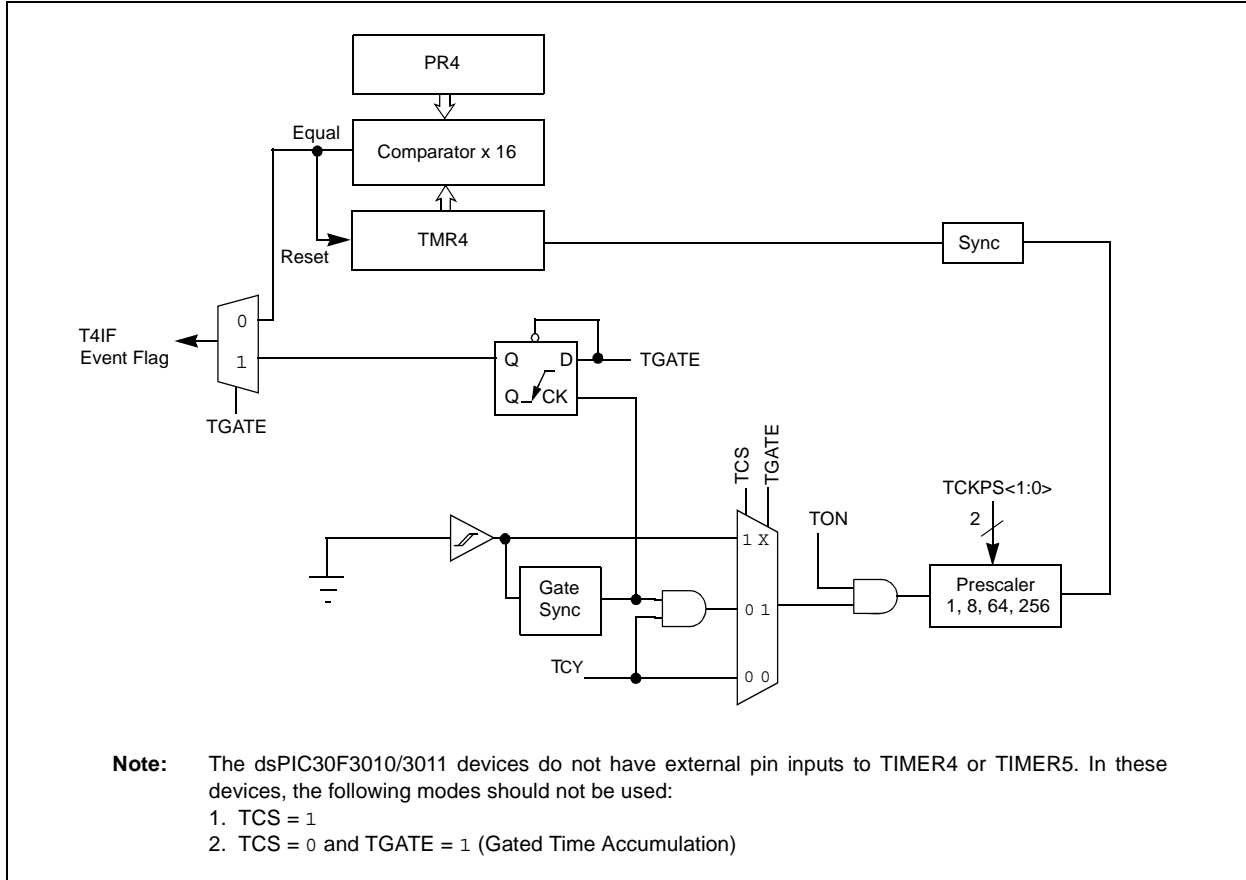 PR4
Equal
Comparator x 16
TMR4
Reset
Sync
0
T4IF
Event Flag
1
Q
D
TGATE
Q
CK
TGATE
TCS
TGATE
TCKPS<1:0>
2
TON
1 X
Prescaler
1, 8, 64, 256
Gate
Sync
0 1
TCY
0 0
Note: The dsPIC30F3010/3011 devices do not have external pin inputs to TIMER4 or TIMER5. In these
devices, the following modes should not be used:
1. TCS = 1
2. TCS = 0 and TGATE = 1 (Gated Time Accumulation)